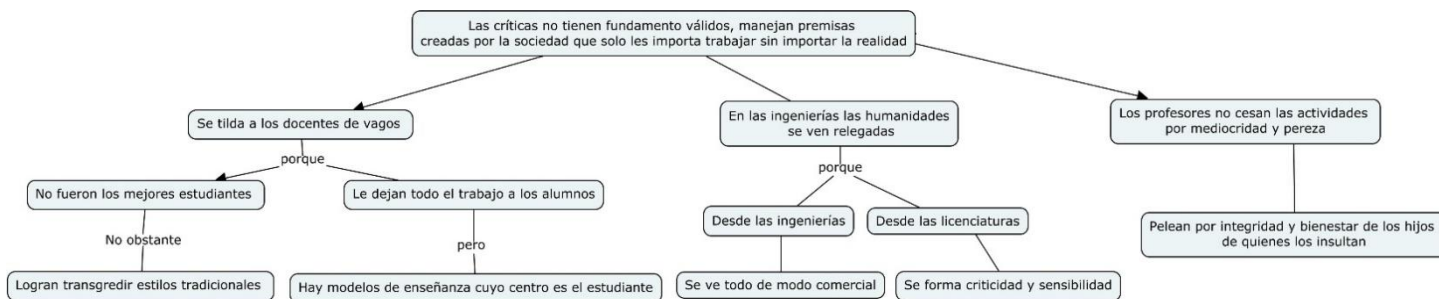 Las críticas no tienen fundamento válidos, manejan premisas
creadas por la sociedad que solo les importa trabajar sin importar la realidad
Se tilda a los docentes de vagos
En las ingenierías las humanidades
se ven relegadas
Los profesores no cesan las actividades
por mediocridad y pereza
porque
porque
No fueron los mejores estudiantes
Le dejan todo el trabajo a los alumnos
Desde las ingenierías
Desde las licenciaturas
Pelean por integridad y bienestar de los hijos
de quienes los insultan
No obstante
pero
Logran transgredir estilos tradicionales
Hay modelos de enseñanza cuyo centro es el estudiante
Se ve todo de modo comercial
Se forma criticidad y sensibilidad